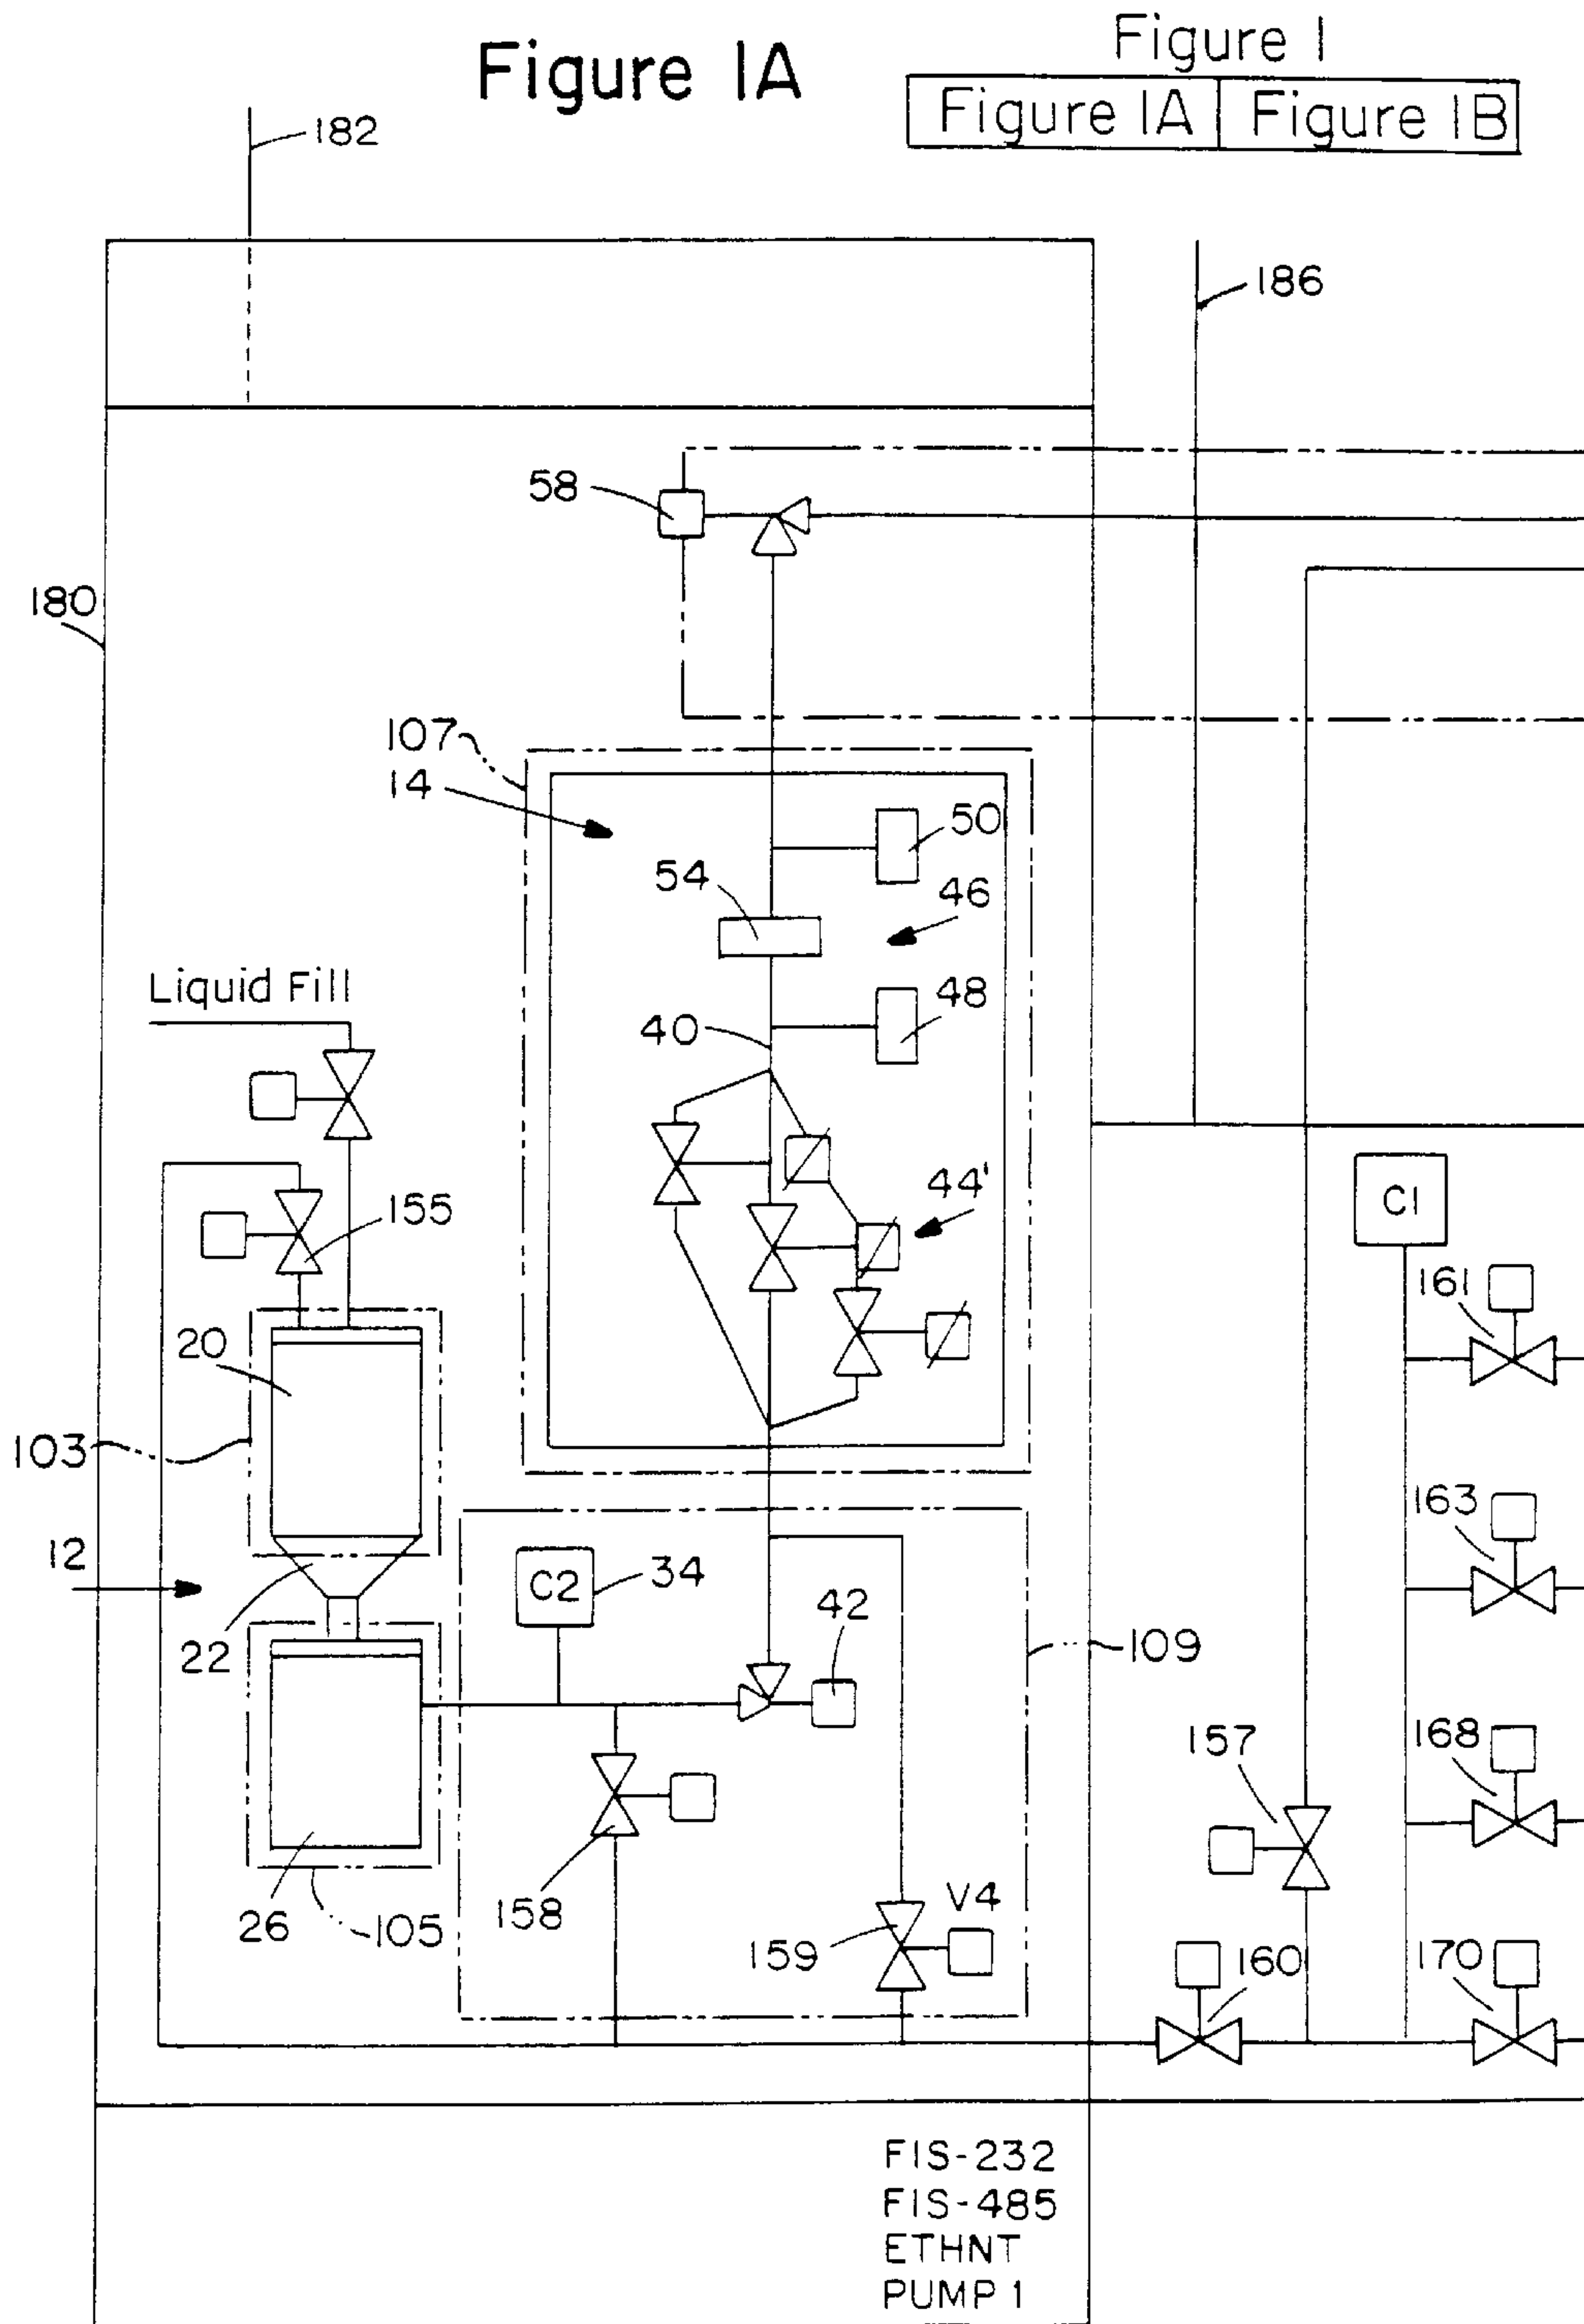 Figure 1A
Figure 1
Figure 1A Figure 1B
182
186
58
180
107
14
50
54
46
48
Liquid Fill
40
44'
155
C1
161
20
103
163
12
C2 34
42
22
109
157
168
V4
26 105
158
159
160
170
FIS-232
FIS-485
ETHNT
PUMP 1